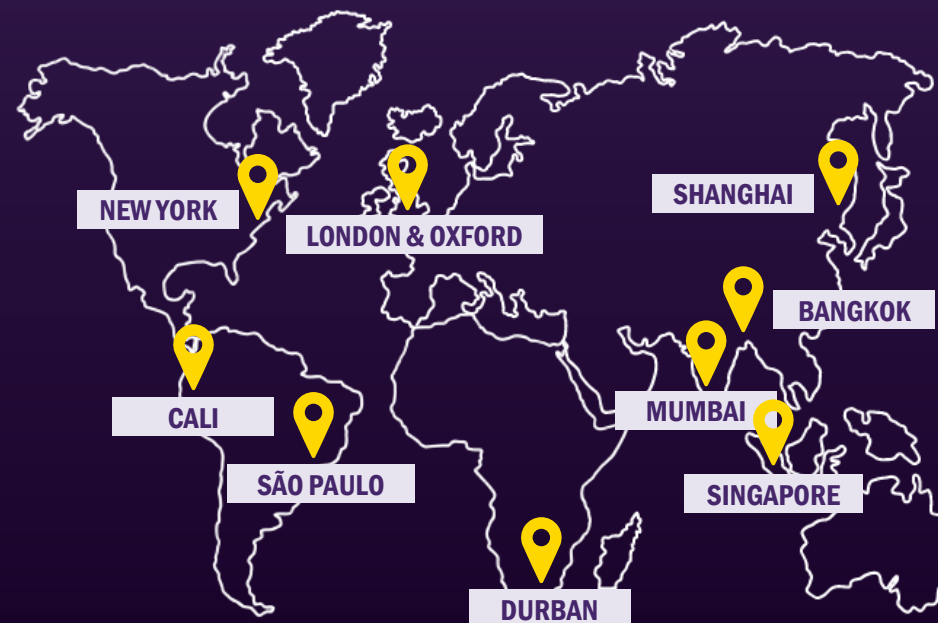 NEW YORK
LONDON & OXFORD
SHANGHAI
BANGKOK
CALI
MUMBAI
SÃO PAULO
SINGAPORE
DURBAN